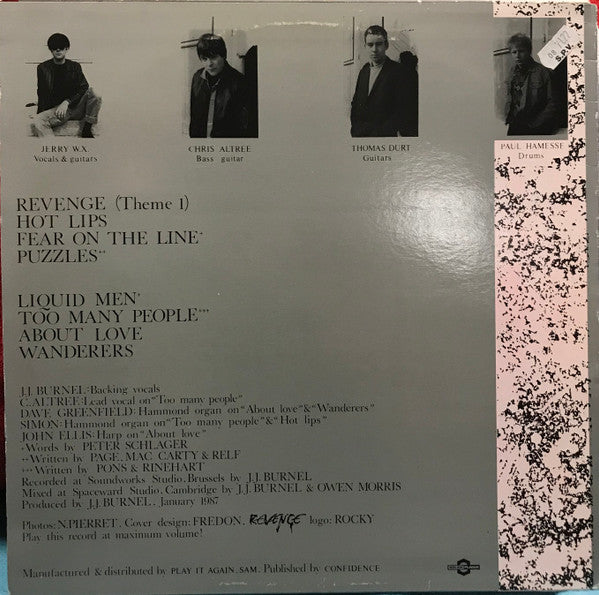 JERRY W.X.
Vocals & guitars
CHRIS ALTREE
Bass guitar
THOMAS DURT
Guitars
PAUL HAMESSE
Drums
S.P.V.
REVENGE (Theme 1)
HOT LIPS
FEAR ON THE LINE*
PUZZLES**
LIQUID MEN*
TOO MANY PEOPLE***
ABOUT LOVE
WANDERERS
J.J. BURNEL:Backing vocals
C.ALTREE:Lead vocal on "Too many people"
DAVE GREENFIELD:Hammond organ on "About love"&"Wanderers"
SIMON:Hammond organ on "Too many people"&"Hot lips"
JOHN ELLIS:Harp on "About love"
*Words by PETER SCHLAGER
**Written by PAGE, MAC CARTY & RELF
***Written by PONS & RINEHART
Recorded at Soundworks Studio, Brussels by J.J. BURNEL
Mixed at Spaceward Studio, Cambridge by J.J. BURNEL & OWEN MORRIS
Produced by J.J. BURNEL, January 1987
Photos: N.PIERRET. Cover design: FREDON. REVENGE logo: ROCKY
Play this record at maximum volume!
Manufactured & distributed by PLAY IT AGAIN, SAM. Published by CONFIDENCE